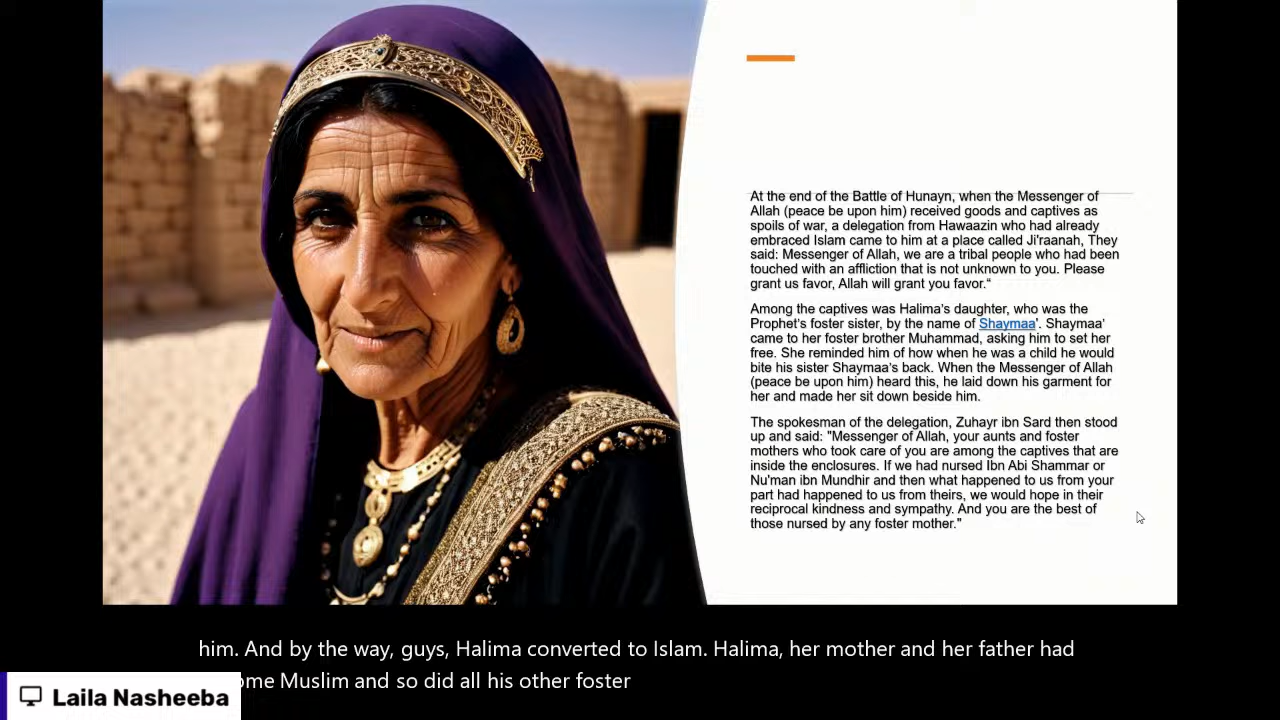 At the end of the Battle of Hunayn, when the Messenger of
Allah (peace be upon him) received goods and captives as
spoils of war, a delegation from Hawaazin who had already
embraced Islam came to him at a place called Ji'raanah, They
said: Messenger of Allah, we are a tribal people who had been
touched with an affliction that is not unknown to you. Please
grant us favor, Allah will grant you favor.“
Among the captives was Halima's daughter, who was the
Prophet's foster sister, by the name of Shaymaa'. Shaymaa'
came to her foster brother Muhammad, asking him to set her
free. She reminded him of how when he was a child he would
bite his sister Shaymaa's back. When the Messenger of Allah
(peace be upon him) heard this, he laid down his garment for
her and made her sit down beside him.
The spokesman of the delegation, Zuhayr ibn Sard then stood
up and said: "Messenger of Allah, your aunts and foster
mothers who took care of you are among the captives that are
inside the enclosures. If we had nursed Ibn Abi Shammar or
Nu'man ibn Mundhir and then what happened to us from your
part had happened to us from theirs, we would hope in their
reciprocal kindness and sympathy. And you are the best of
those nursed by any foster mother."
him. And by the way, guys, Halima converted to Islam. Halima, her mother and her father had
Muslim and so did all his other foster
Laila Nasheeba